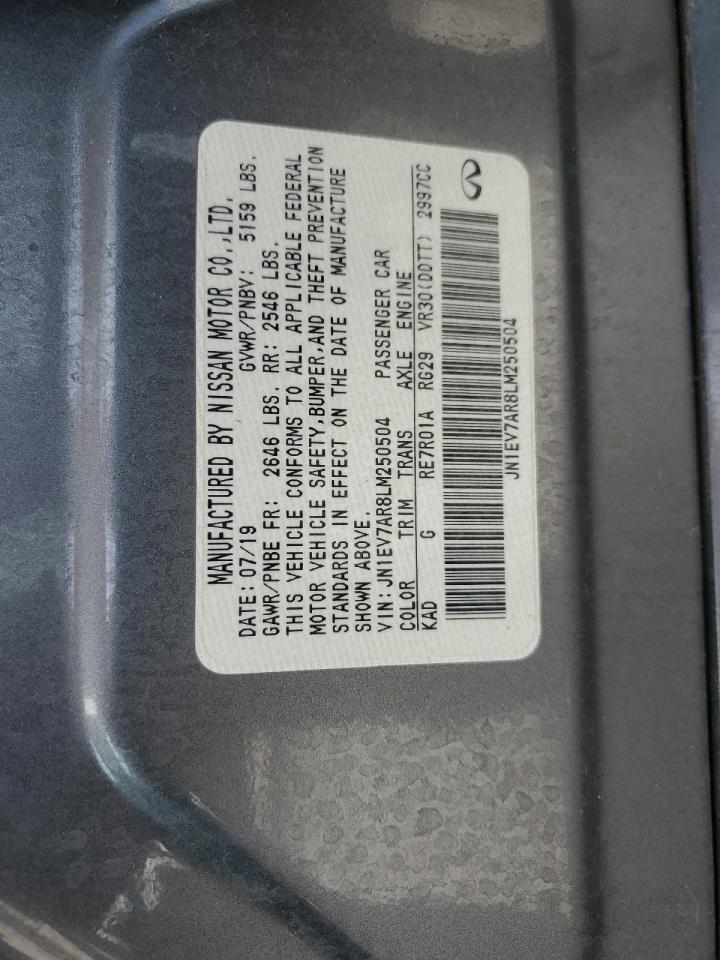 MANUFACTURED BY NISSAN MOTOR CO.,LTD.
DATE: 07/19 GVWR/PNBV: 5159 LBS.
GAWR/PNBE FR: 2646 LBS. RR: 2546 LBS.
THIS VEHICLE CONFORMS TO ALL APPLICABLE FEDERAL
MOTOR VEHICLE SAFETY,BUMPER,AND THEFT PREVENTION
STANDARDS IN EFFECT ON THE DATE OF MANUFACTURE
SHOWN ABOVE.
VIN: JN1EV7AR8LM250504 PASSENGER CAR
COLOR TRIM TRANS AXLE ENGINE
KAD G RE7R01A RG29 VR30(DDTT) 2997CC
JN1EV7AR8LM250504